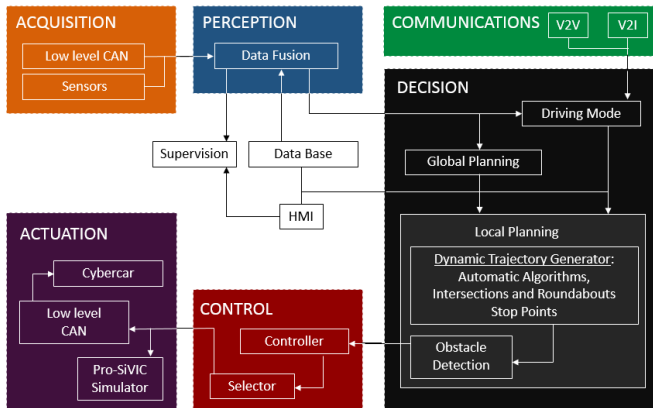 ACQUISITION
Low level CAN
Sensors
PERCEPTION
Data Fusion
COMMUNICATIONS
V2V
V2I
DECISION
Driving Mode
Global Planning
Supervision
Data Base
HMI
Local Planning
Dynamic Trajectory Generator:
Automatic Algorithms,
Intersections and Roundabouts
Stop Points
Obstacle
Detection
ACTUATION
Cybercar
Low level
CAN
Pro-SiVIC
Simulator
CONTROL
Controller
Selector